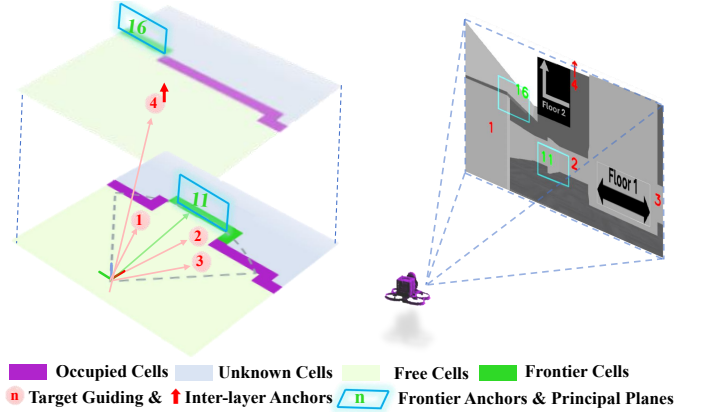 16
4
11
1
2
3
16
4
Floor 2
1
11
2
Floor 1
3
Occupied Cells
Unknown Cells
Free Cells
Frontier Cells
n Target Guiding & Inter-layer Anchors
n Frontier Anchors & Principal Planes